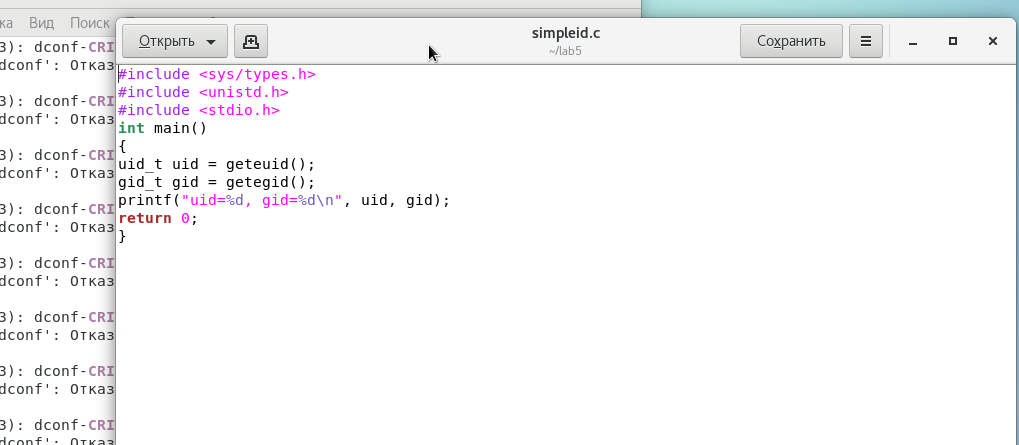 ка Вид Поиск
3): dconf-CRI
dconf': Отказ
3): dconf-CRI
dconf': Отказ
3): dconf-CRI
dconf': Отказ
3): dconf-CRI
dconf': Отказ
3): dconf-CRI
dconf': Отказ
3): dconf-CRI
dconf': Отказ
3): dconf-CRI
dconf': Отказ
3): dconf-CRI
dconf': Отказ
Открыть
simpleid.c
~/lab5
Сохранить
#include <sys/types.h>
#include <unistd.h>
#include <stdio.h>
int main()
{
uid_t uid = geteuid();
gid_t gid = getegid();
printf("uid=%d, gid=%d\n", uid, gid);
return 0;
}